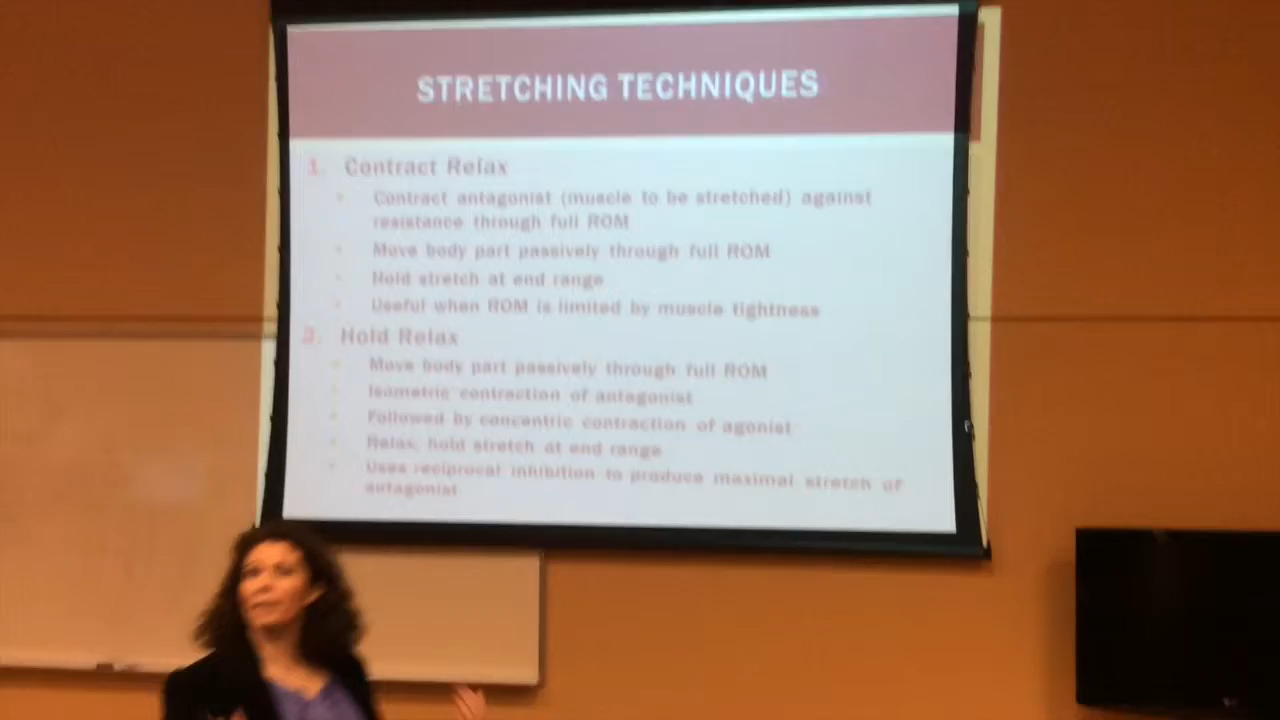 STRETCHING TECHNIQUES
1. Contract Relax
• Contract antagonist (muscle to be stretched) against
resistance through full ROM
• Move body part passively through full ROM
• Hold stretch at end range
• Useful when ROM is limited by muscle tightness
2. Hold Relax
• Move body part passively through full ROM
• Isometric contraction of antagonist
• Followed by concentric contraction of agonist
• Relax, hold stretch at end range
• Uses reciprocal inhibition to produce maximal stretch of
antagonist